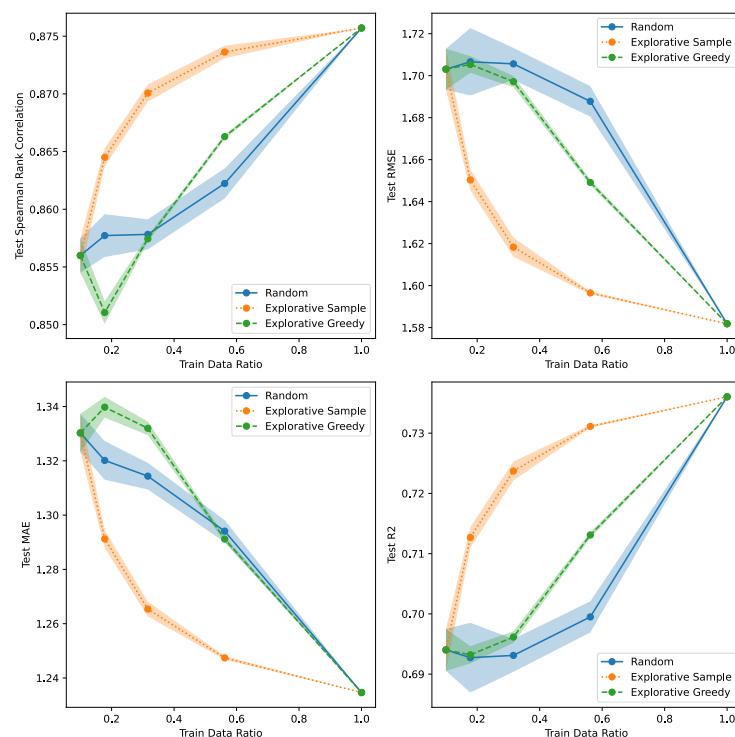 0.875
0.870
0.865
0.860
0.855
0.850
Test Spearman Rank Correlation
0.2
0.4
0.6
0.8
1.0
Train Data Ratio
Random
Explorative Sample
Explorative Greedy
1.72
1.70
1.68
1.66
1.64
1.62
1.60
1.58
Test RMSE
0.2
0.4
0.6
0.8
1.0
Train Data Ratio
Random
Explorative Sample
Explorative Greedy
1.34
1.32
1.30
1.28
1.26
1.24
Test MAE
0.2
0.4
0.6
0.8
1.0
Train Data Ratio
Random
Explorative Sample
Explorative Greedy
0.73
0.72
0.71
0.70
0.69
Test R2
0.2
0.4
0.6
0.8
1.0
Train Data Ratio
Random
Explorative Sample
Explorative Greedy